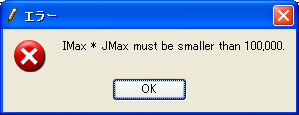 エラー
IMax * JMax must be smaller than 100,000.
OK